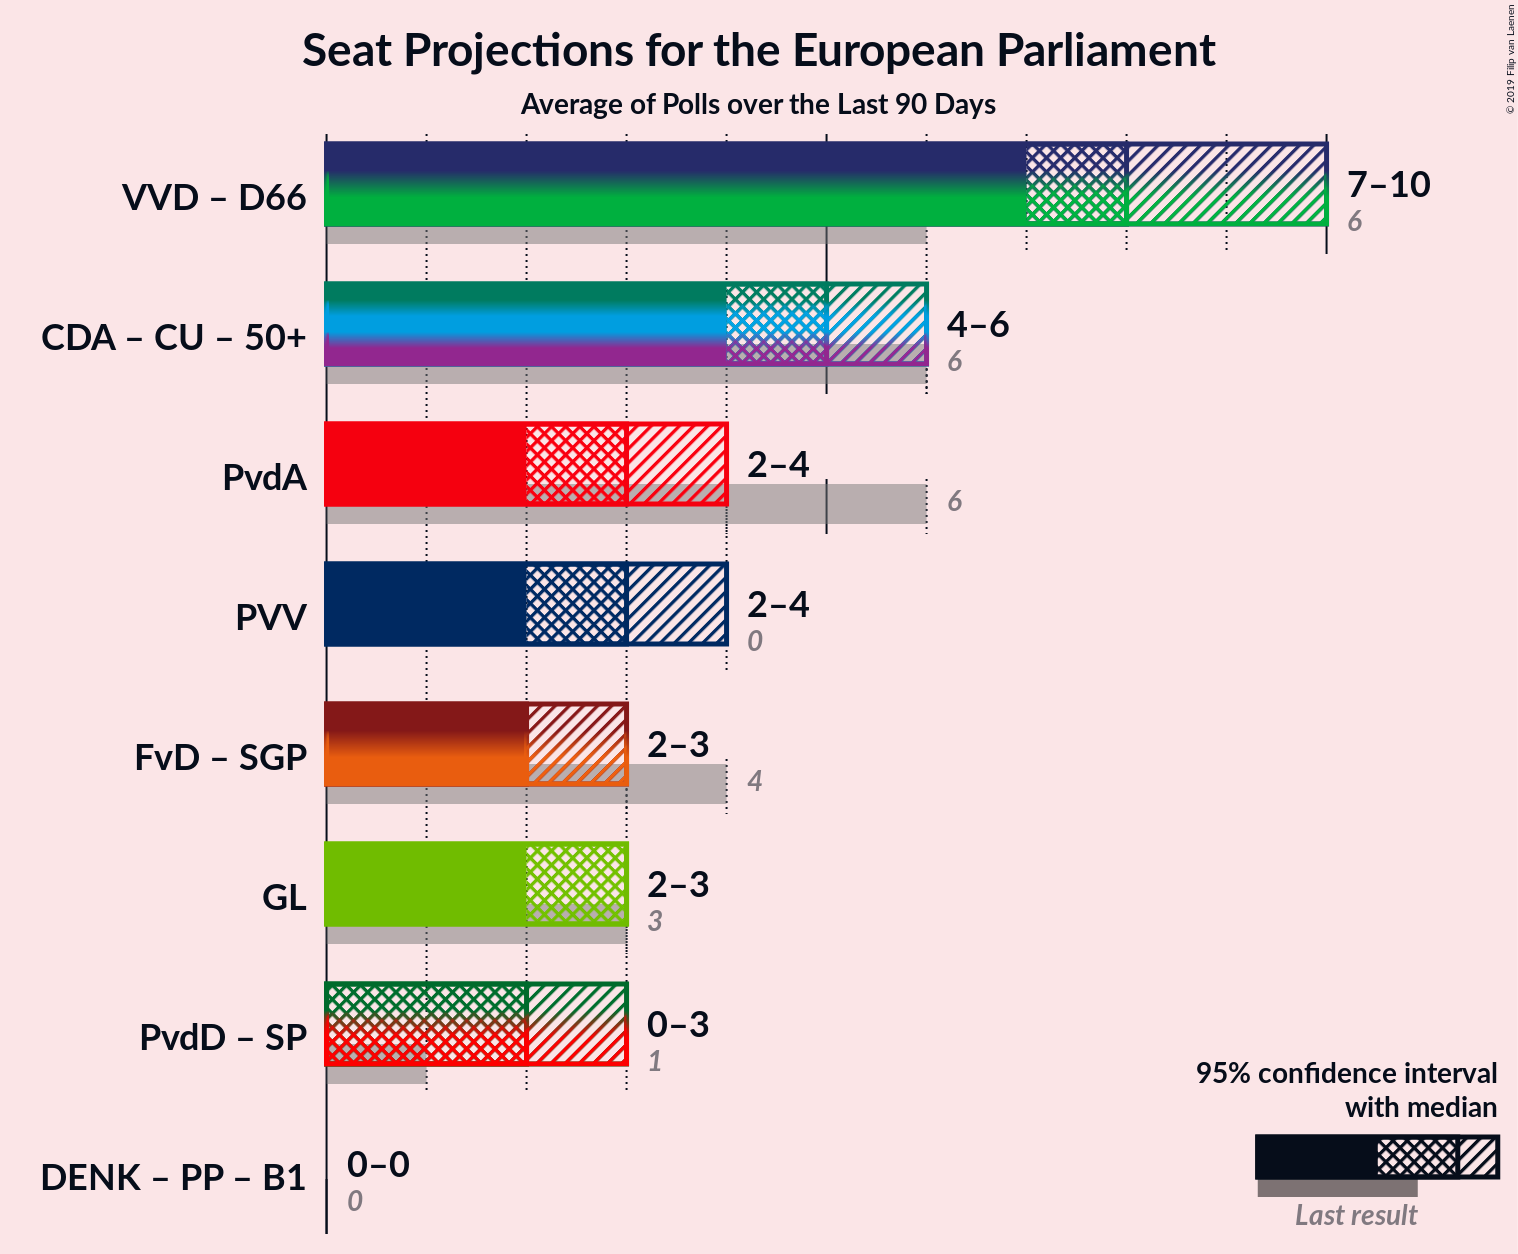 Seat Projections for the European Parliament
Average of Polls over the Last 90 Days
© 2019 Filip van Laenen
VVD – D66
7–10
6
CDA – CU – 50+
4–6
6
PvdA
2–4
6
PVV
2–4
0
FvD – SGP
2–3
4
GL
2–3
3
PvdD – SP
0–3
1
DENK – PP – B1
0–0
0
95% confidence interval
with median
Last result